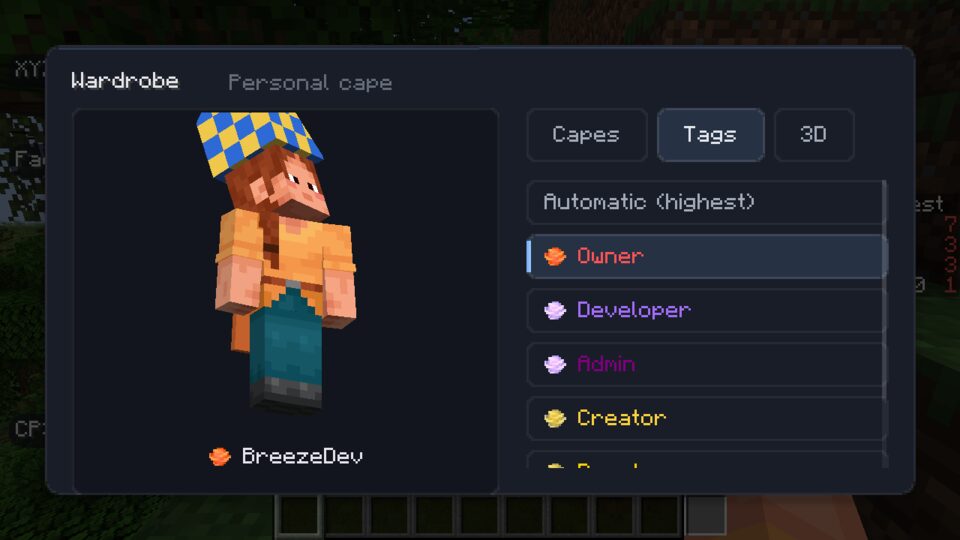 Wardrobe
Personal cape
Capes
Tags
3D
Automatic (highest)
Owner
Developer
Admin
Creator
BreezeDev